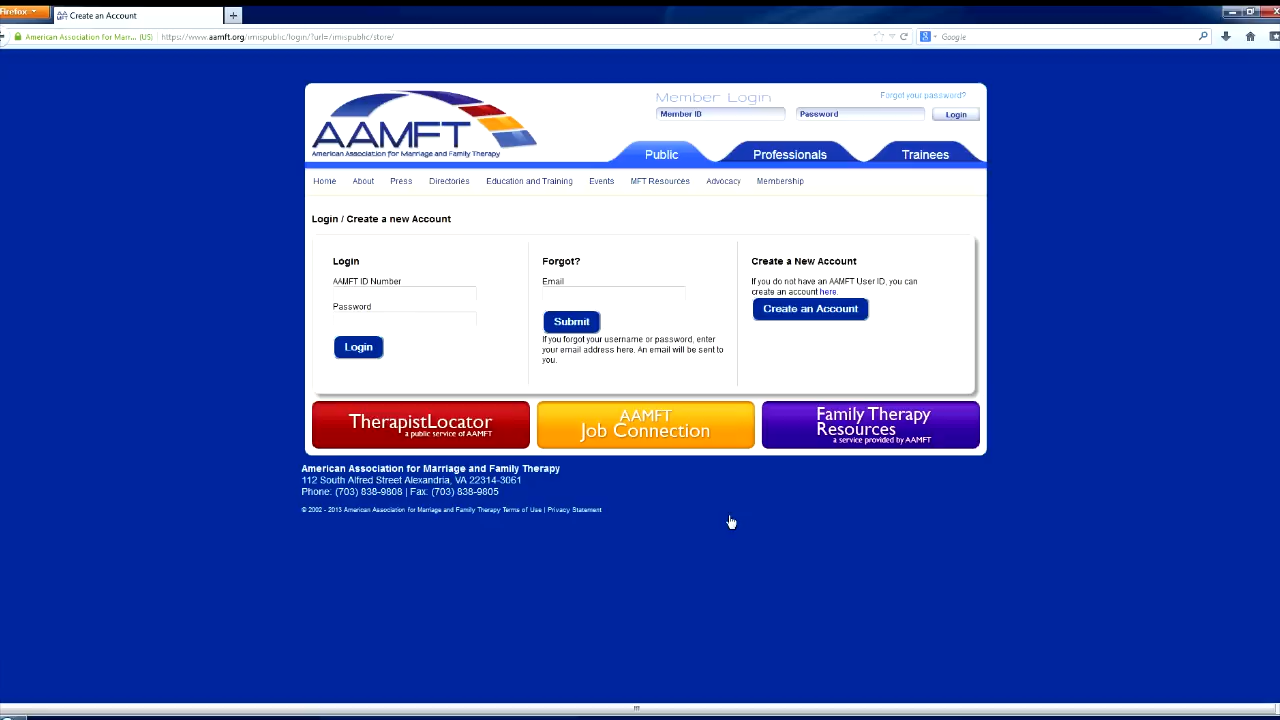 Firefox
Create an Account
American Association for Marr... (US)
https://www.aamft.org/imispublic/login/?url=/imispublic/store/
Google
AAMFT
American Association for Marriage and Family Therapy
Member Login
Forgot your password?
Member ID
Password
Login
Public
Professionals
Trainees
Home
About
Press
Directories
Education and Training
Events
MFT Resources
Advocacy
Membership
Login / Create a new Account
Login
AAMFT ID Number
Password
Login
Forgot?
Email
Submit
If you forgot your username or password, enter
your email address here. An email will be sent to
you.
Create a New Account
If you do not have an AAMFT User ID, you can
create an account here.
Create an Account
TherapistLocator
a public service of AAMFT
AAMFT
Job Connection
Family Therapy
Resources
a service provided by AAMFT
American Association for Marriage and Family Therapy
112 South Alfred Street Alexandria, VA 22314-3061
Phone: (703) 838-9808 | Fax: (703) 838-9805
© 2002 - 2013 American Association for Marriage and Family Therapy Terms of Use | Privacy Statement